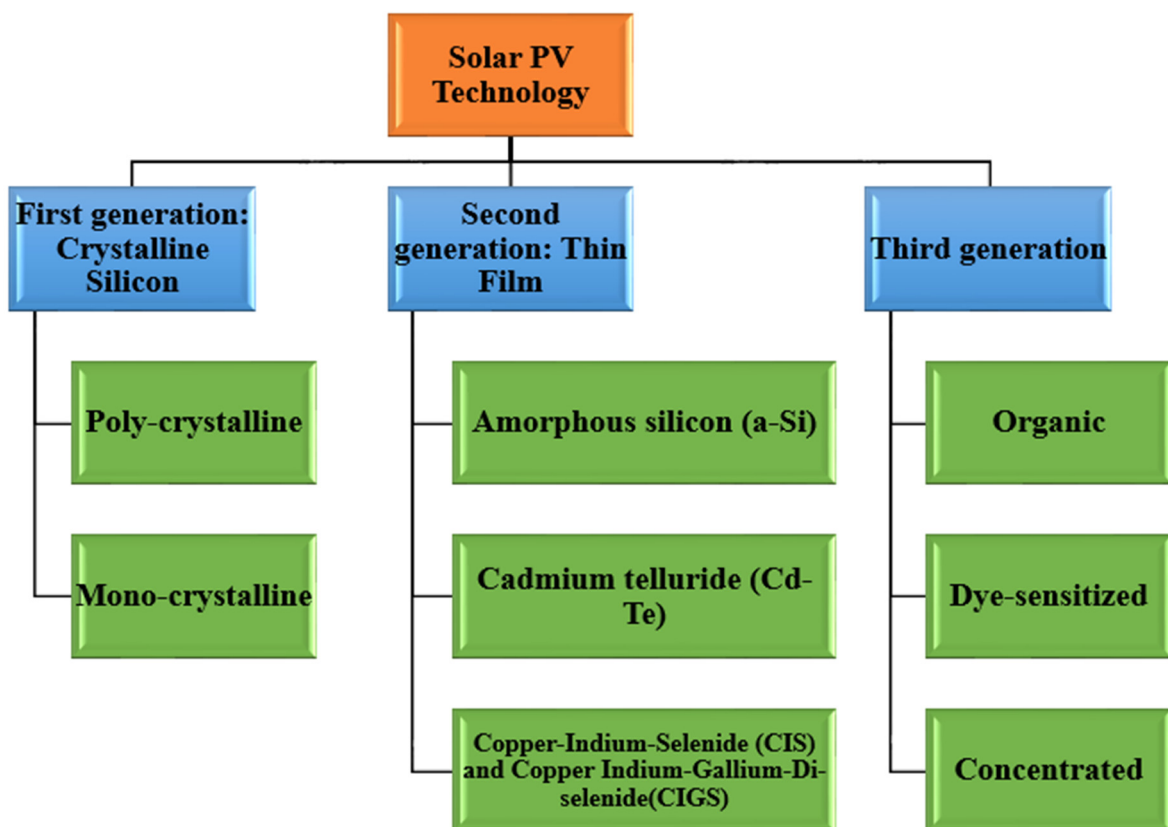 Solar PV
Technology
First generation:
Crystalline
Silicon
Second
generation: Thin
Film
Third generation
Poly-crystalline
Mono-crystalline
Amorphous silicon (a-Si)
Cadmium telluride (Cd-
Te)
Copper-Indium-Selenide (CIS)
and Copper Indium-Gallium-Di-
selenide(CIGS)
Organic
Dye-sensitized
Concentrated